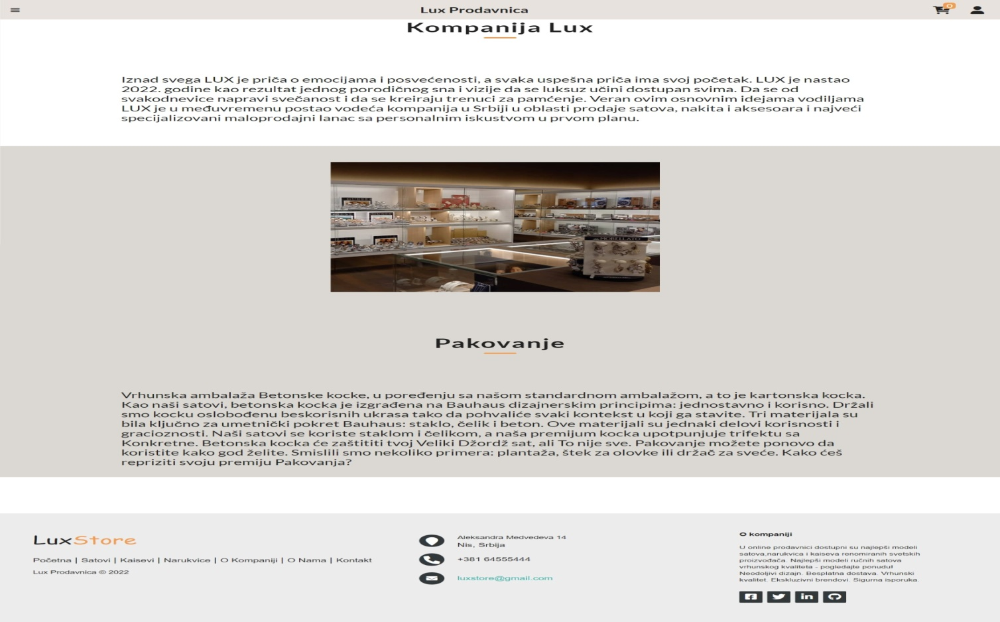 Lux Prodavnica
0
Kompanija Lux
Iznad svega LUX je priča o emocijama i posvećenosti, a svaka uspešna priča ima svoj početak. LUX je nastao
2022. godine kao rezultat jednog porodičnog sna i vizije da se luksuz učini dostupan svima. Da se od
svakodnevice napravi svečanost i da se kreiraju trenuci za pamćenje. Veran ovim osnovnim idejama vodiljama
LUX je u međuvremenu postao vodeća kompanija u Srbiji u oblasti prodaje satova, nakita i aksesoara i najveći
specijalizovani maloprodajni lanac sa personalnim iskustvom u prvom planu.
MORELLATO
Pakovanje
Vrhunska ambalaža Betonske kocke, u poređenju sa našom standardnom ambalažom, a to je kartonska kocka.
Kao naši satovi, betonska kocka je izgrađena na Bauhaus dizajnerskim principima: jednostavno i korisno. Držali
smo kocku oslobođenu beskorisnih ukrasa tako da pohvaliće svaki kontekst u koji ga stavite. Tri materijala su
bila ključno za umetnički pokret Bauhaus: staklo, čelik i beton. Ove materijali su jednaki delovi korisnosti i
gracioznosti. Naši satovi se koriste staklom i čelikom, a naša premijum kocka upotpunjuje trifektu sa
Konkretne. Betonska kocka će zaštititi tvoj Veliki Džordž sat, ali To nije sve. Pakovanje možete ponovo da
koristite kako god želite. Smislili smo nekoliko primera: plantaža, štek za olovke ili držač za sveće. Kako ćeš
repriziti svoju premiju Pakovanja?
LuxStore
Početna | Satovi | Kaisevi | Narukvice | O Kompaniji | O Nama | Kontakt
Lux Prodavnica © 2022
Aleksandra Medvedeva 14
Nis, Srbija
+381 64555444
luxstore@gmail.com
O kompaniji
U online prodavnici dostupni su najlepši modeli
satova,narukvica i kaiseva renomiranih svetskih
proizvođača. Najlepši modeli ručnih satova
vrhunskog kvaliteta - pogledajte ponudu!
Neodoljivi dizajn. Besplatna dostava. Vrhunski
kvalitet. Ekskluzivni brendovi. Sigurna isporuka.